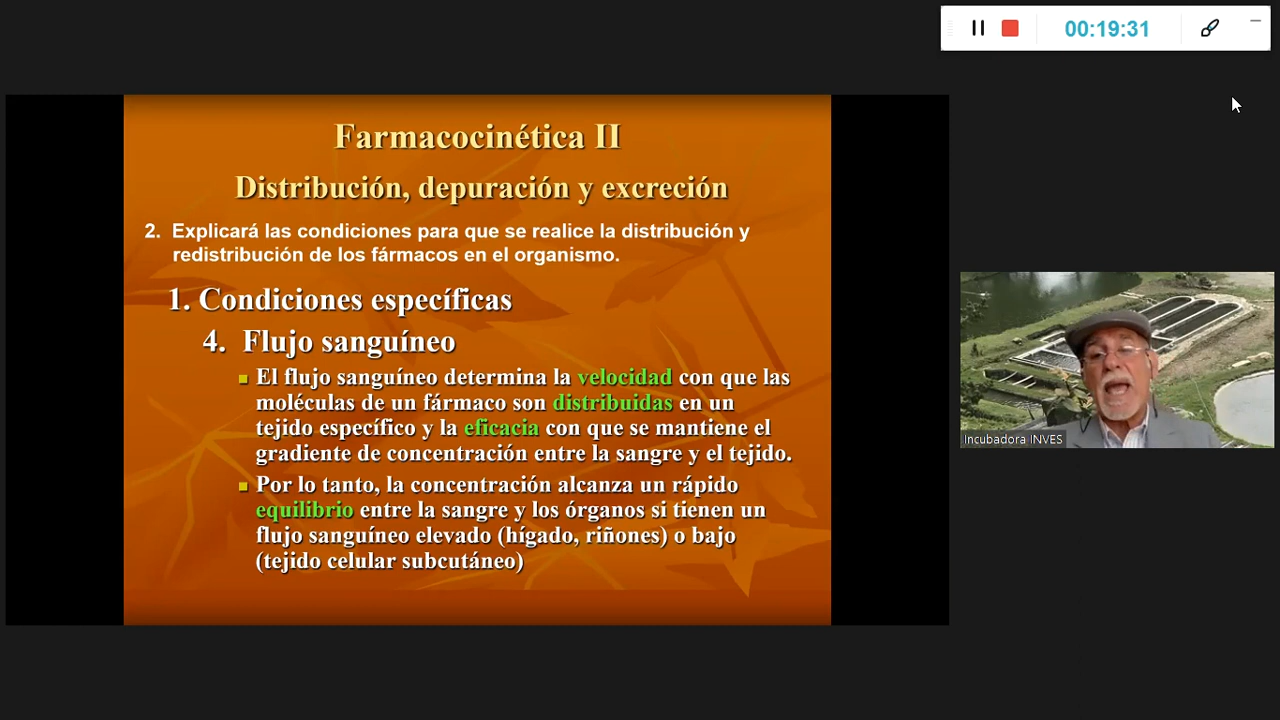 00:19:31
Farmacocinética II
Distribución, depuración y excreción
2. Explicará las condiciones para que se realice la distribución y
redistribución de los fármacos en el organismo.
1. Condiciones específicas
4. Flujo sanguíneo
El flujo sanguíneo determina la velocidad con que las
moléculas de un fármaco son distribuidas en un
tejido específico y la eficacia con que se mantiene el
gradiente de concentración entre la sangre y el tejido.
Por lo tanto, la concentración alcanza un rápido
equilibrio entre la sangre y los órganos si tienen un
flujo sanguíneo elevado (hígado, riñones) o bajo
(tejido celular subcutáneo)
Incubadora INVES